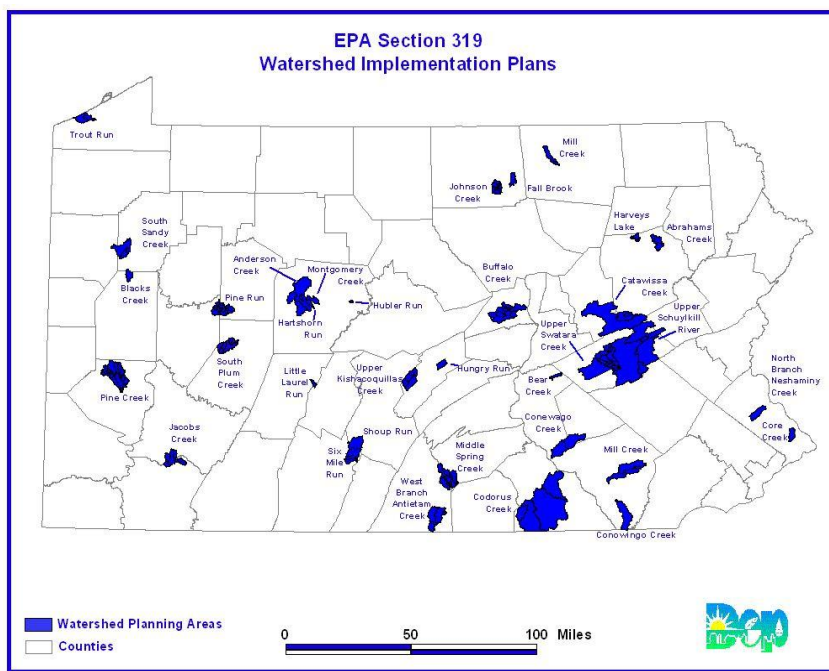 EPA Section 319
Watershed Implementation Plans
Trout Run
Mill
Creek
Johnson
Creek
Fall Brook
South
Sandy
Creek
Harveys
Lake
Abrahams
Creek
Anderson
Creek
Montgomery
Creek
Buffalo
Creek
Catawissa
Creek
Blacks
Creek
Pine Run
Hubler Run
Hartshorn
Run
Upper
Schuylkill
River
Upper
Swatara
Creek
South
Plum
Creek
Little
Laurel
Run
Upper
Kishacoquillas
Creek
Hungry Run
Bear
Creek
North
Branch
Neshaminy
Creek
Pine Creek
Core
Creek
Jacobs
Creek
Shoup Run
Six
Mile
Run
Middle
Spring
Creek
Conewago
Creek
Mill Creek
West
Branch
Antietam
Creek
Codorus
Creek
Conowingo Creek
Watershed Planning Areas
Counties
0 50 100 Miles
Dep